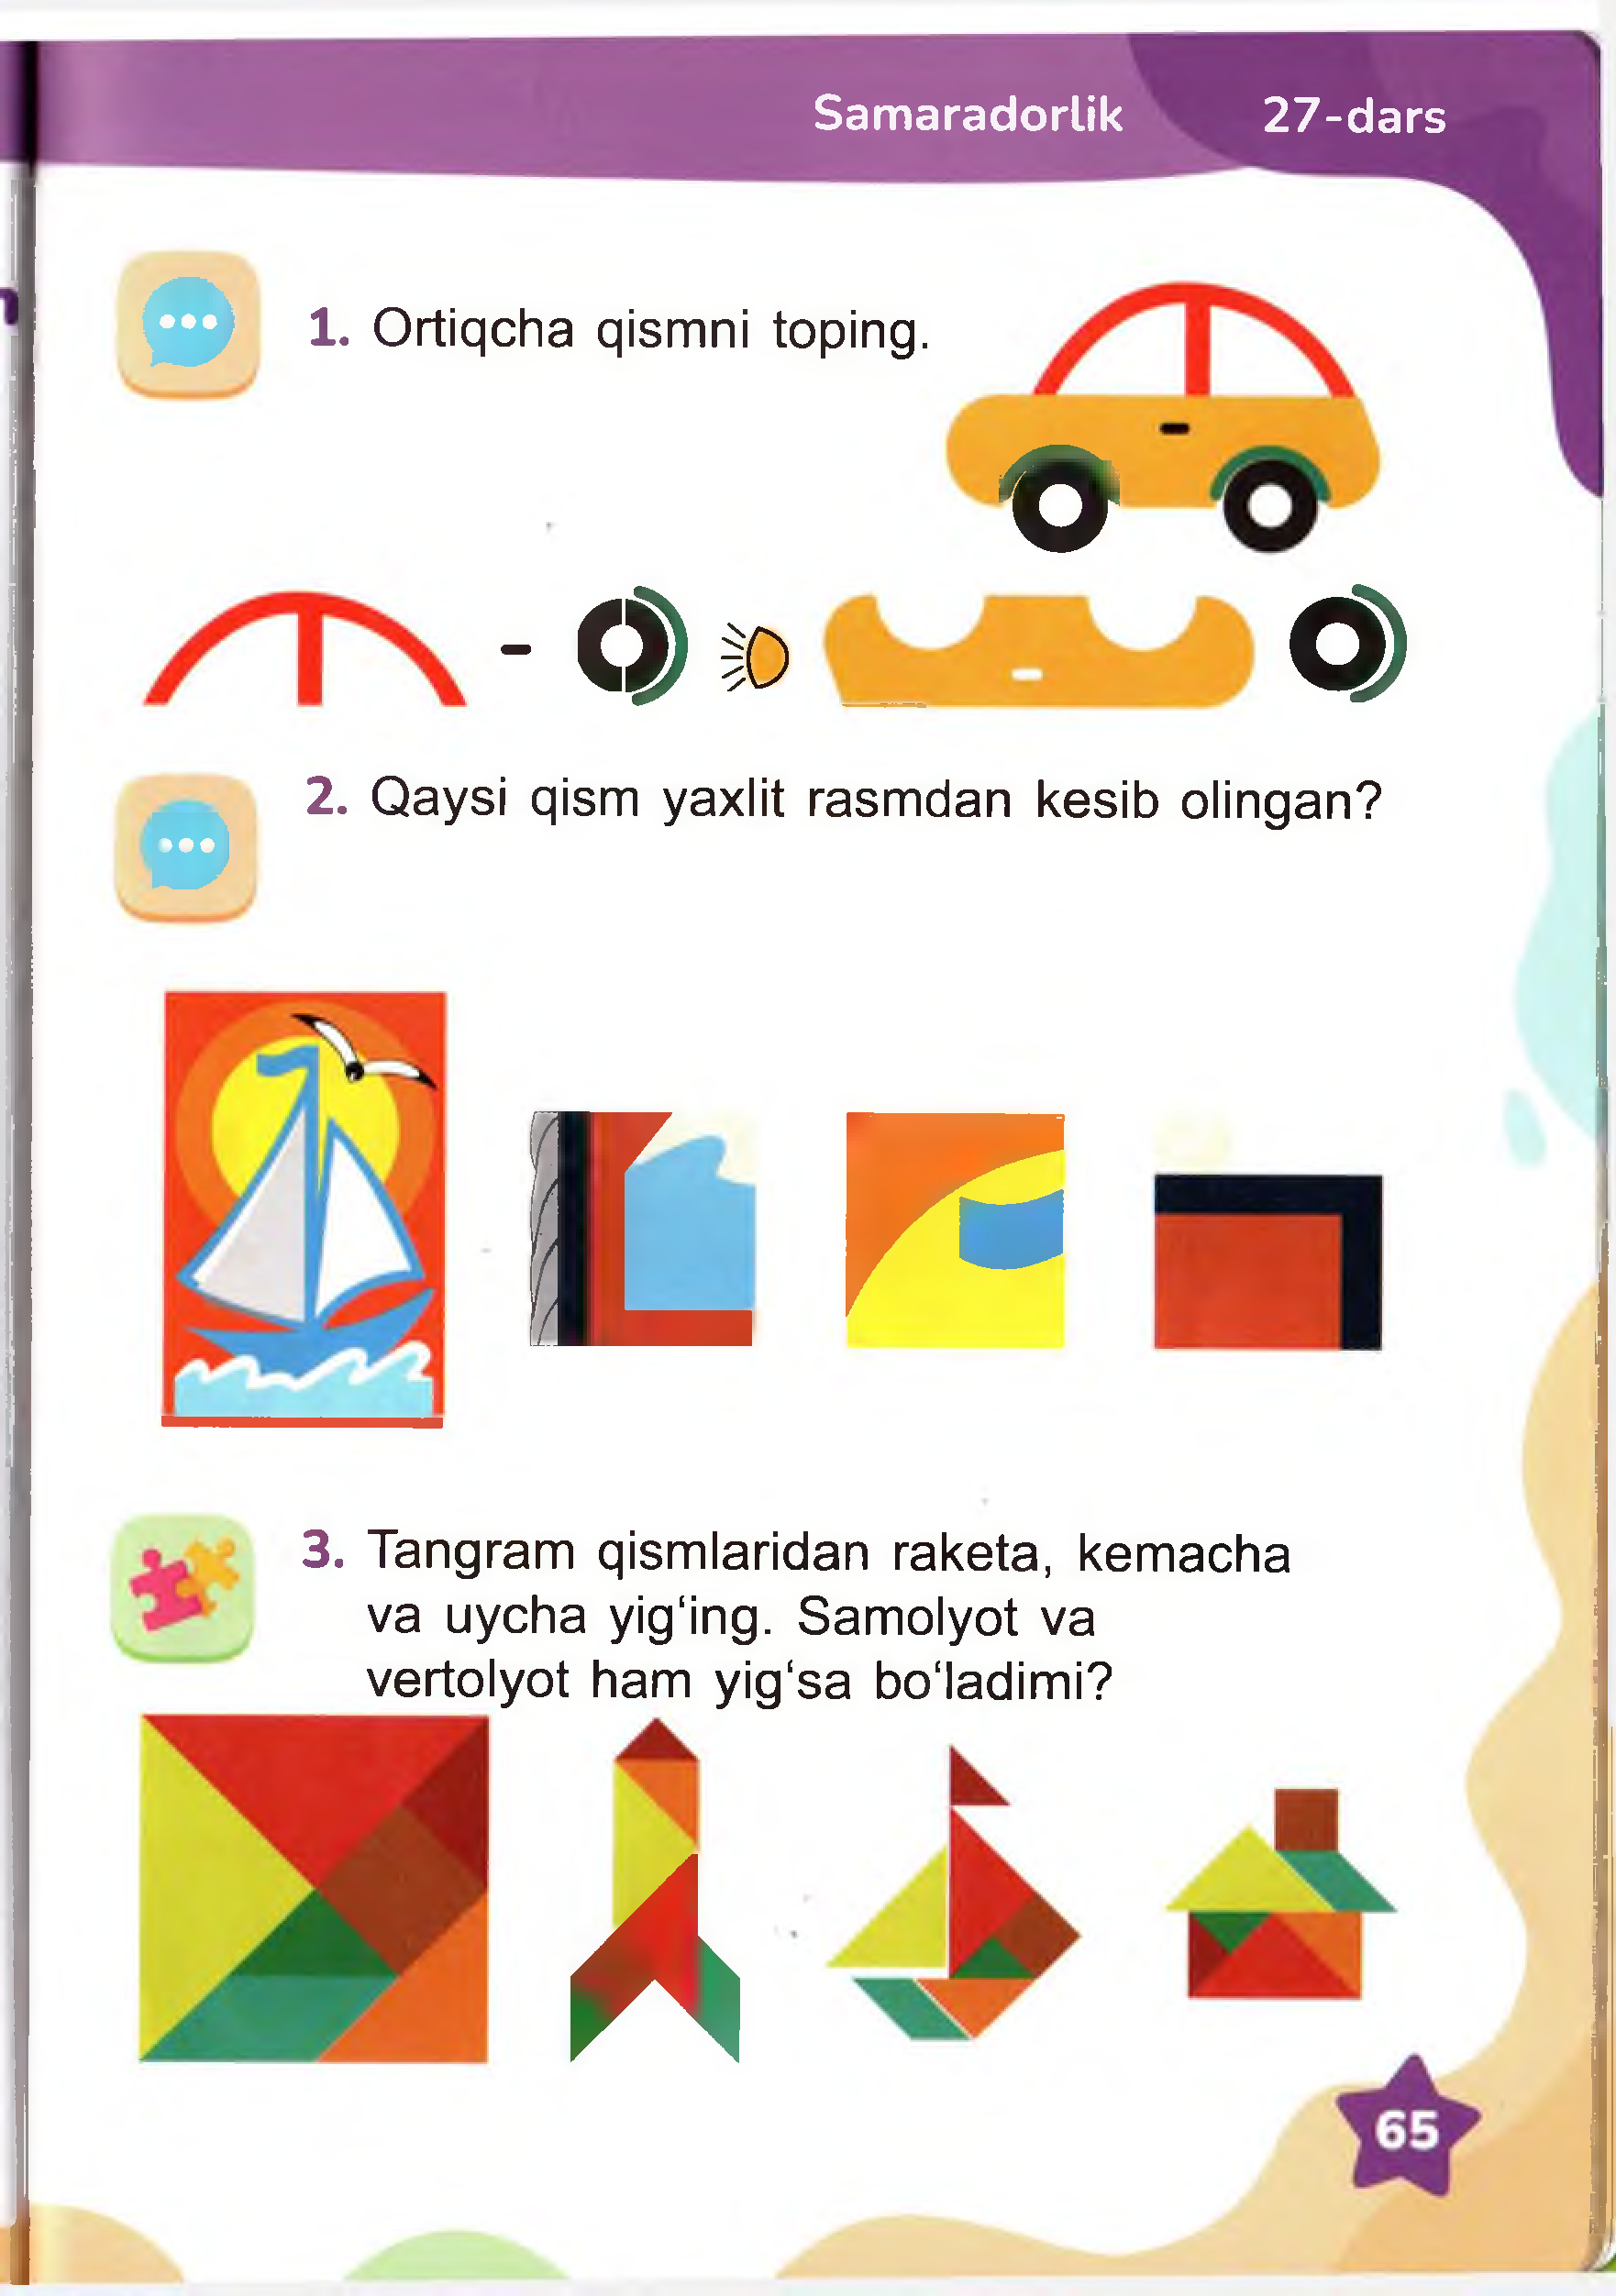 Samaradorlik 27-dars
1. Ortiqcha qismni toping.
2. Qaysi qism yaxlit rasmdan kesib olingan?
3. Tangram qismlaridan raketa, kemacha
va uycha yig‘ing. Samolyot va
vertolyot ham yig‘sa bo‘ladimi?
65